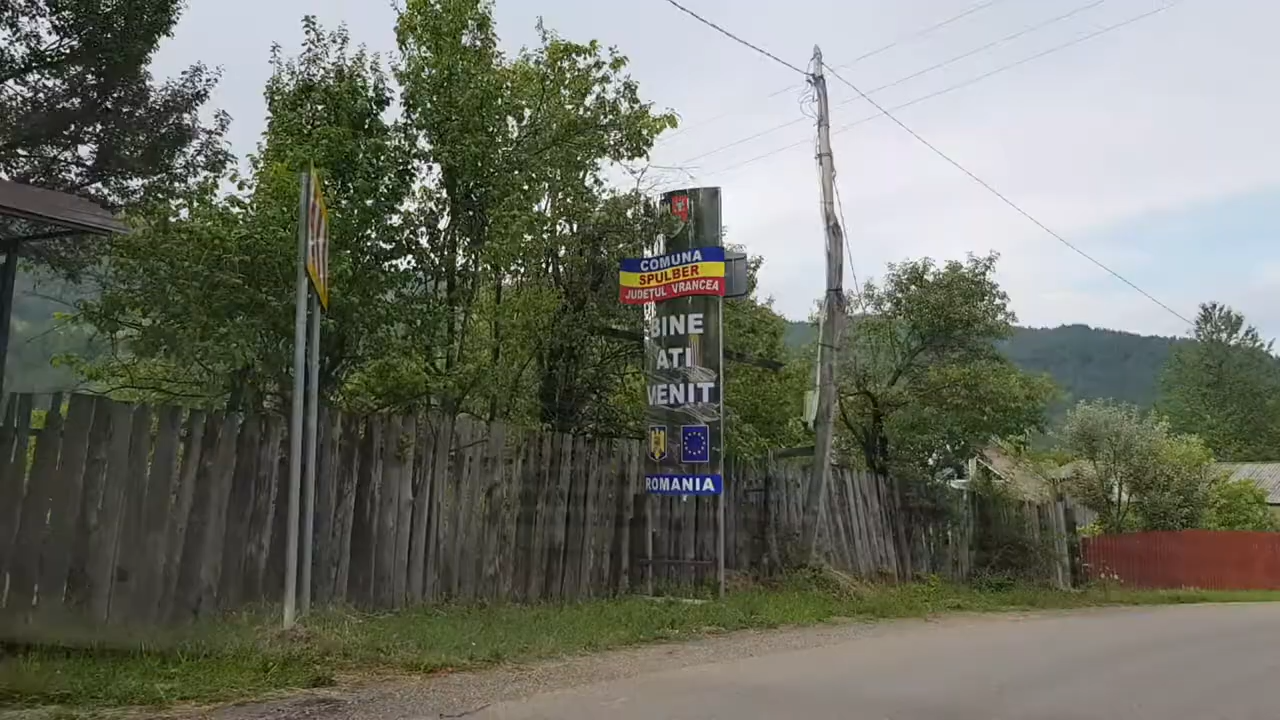 COMUNA
SPULBER
JUDEȚUL VRANCEA
BINE
ATI
VENIT
ROMANIA